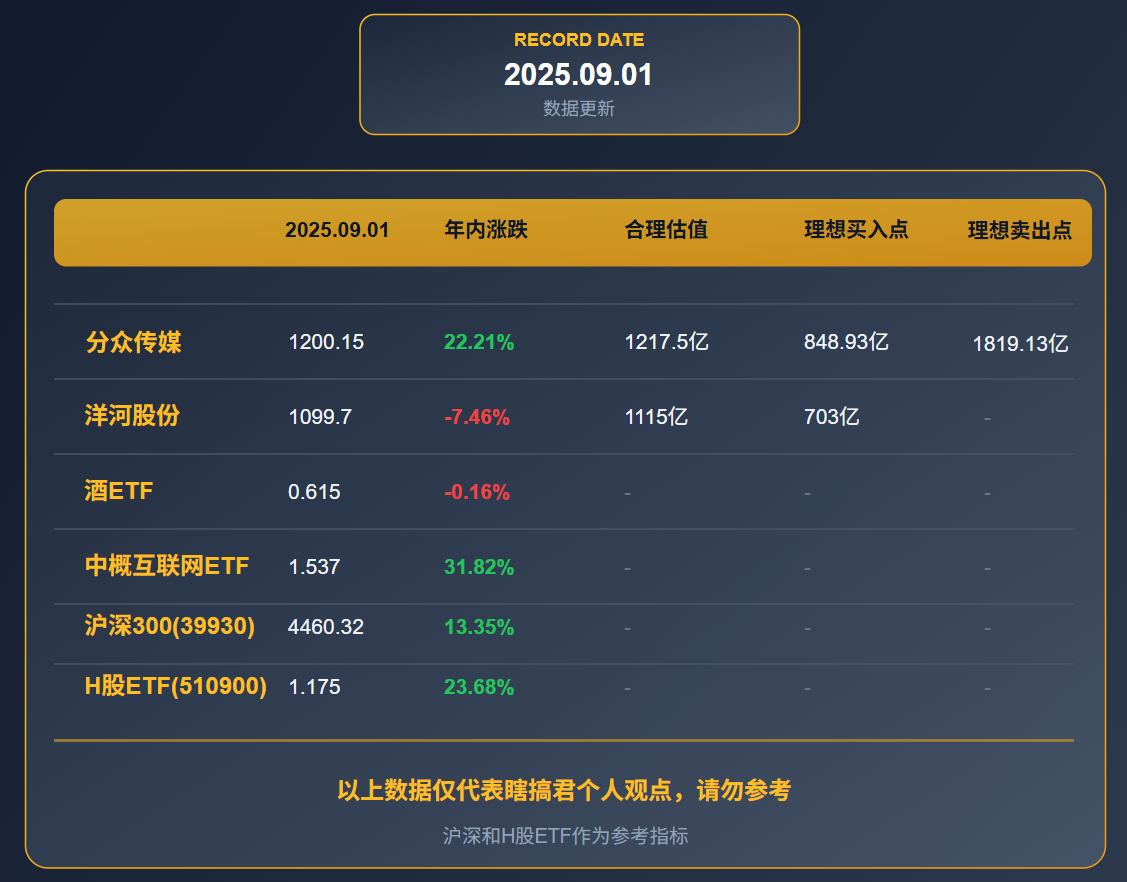 RECORD DATE
2025.09.01
数据更新
2025.09.01 年内涨跌 合理估值 理想买入点 理想卖出点
分众传媒 1200.15 22.21% 1217.5亿 848.93亿 1819.13亿
洋河股份 1099.7 -7.46% 1115亿 703亿 -
酒ETF 0.615 -0.16% - - -
中概互联网ETF 1.537 31.82% - - -
沪深300(39930) 4460.32 13.35% - - -
H股ETF(510900) 1.175 23.68% - - -
以上数据仅代表瞎搞君个人观点，请勿参考
沪深和H股ETF作为参考指标